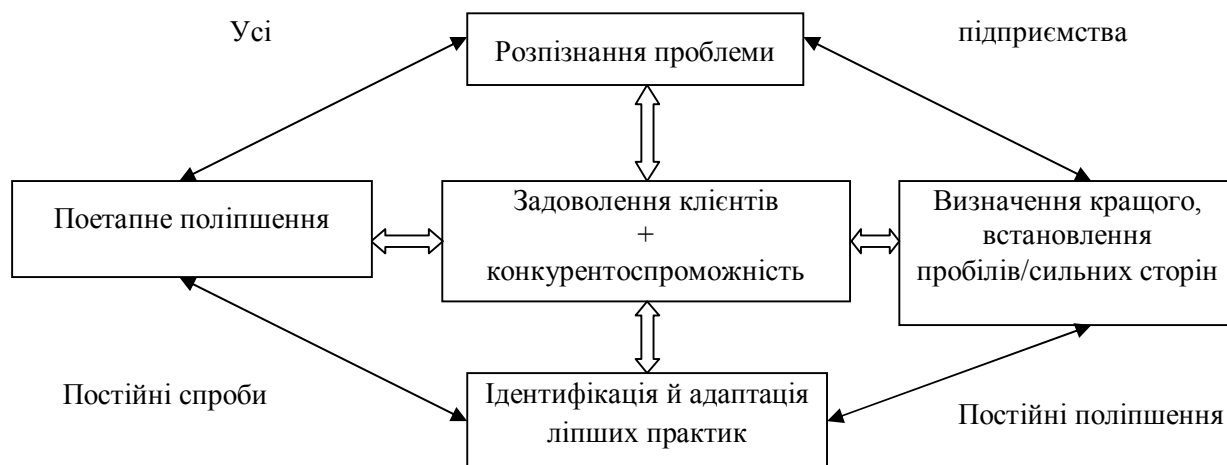 Усі
підприємства
Розпізнання проблеми
Поетапне поліпшення
Задоволення клієнтів
+
конкурентоспроможність
Визначення кращого,
встановлення
пробілів/сильних сторін
Постійні спроби
Ідентифікація й адаптація
ліпших практик
Постійні поліпшення